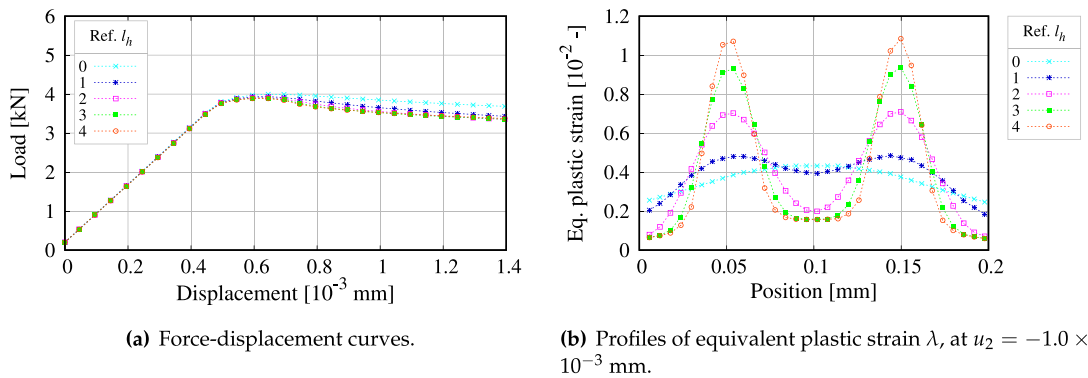 6
5
4
3
2
1
0
Load [kN]
Ref. l_h
0
1
2
3
4
0 0.2 0.4 0.6 0.8 1 1.2 1.4
Displacement [10⁻³ mm]
(a) Force-displacement curves.
1.2
1
0.8
0.6
0.4
0.2
0
Eq. plastic strain [10⁻² -]
0 0.05 0.1 0.15 0.2
Position [mm]
Ref. l_h
0
1
2
3
4
(b) Profiles of equivalent plastic strain λ, at u₂ = −1.0 ×
10⁻³ mm.